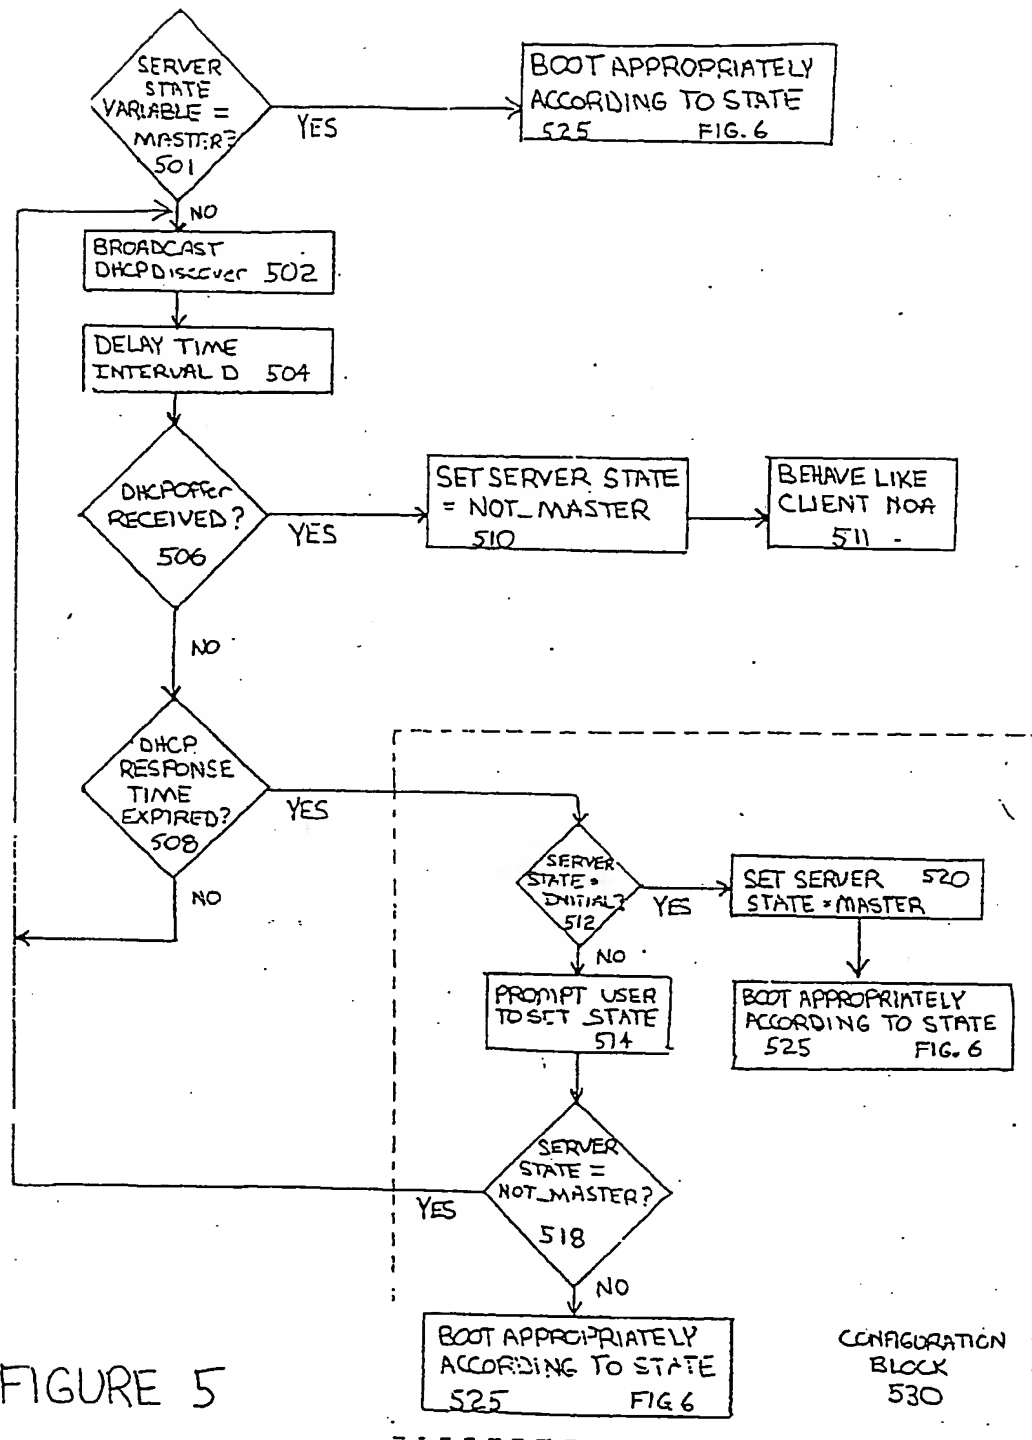 SERVER
STATE
VARIABLE =
MASTER?
501
YES
BOOT APPROPRIATELY
ACCORDING TO STATE
525 FIG. 6
NO
BROADCAST
DHCPDiscover 502
DELAY TIME
INTERVAL D 504
DHCPOffer
RECEIVED?
506
YES
SET SERVER STATE
= NOT_MASTER
510
BEHAVE LIKE
CLIENT NOA
511
NO
DHCP
RESPONSE
TIME
EXPIRED?
508
YES
NO
SERVER
STATE =
INITIAL?
512
YES
SET SERVER 520
STATE = MASTER
NO
PROMPT USER
TO SET STATE
514
BOOT APPROPRIATELY
ACCORDING TO STATE
525 FIG. 6
SERVER
STATE =
NOT_MASTER?
518
YES
NO
BOOT APPROPRIATELY
ACCORDING TO STATE
525 FIG 6
CONFIGURATION
BLOCK
530
FIGURE 5